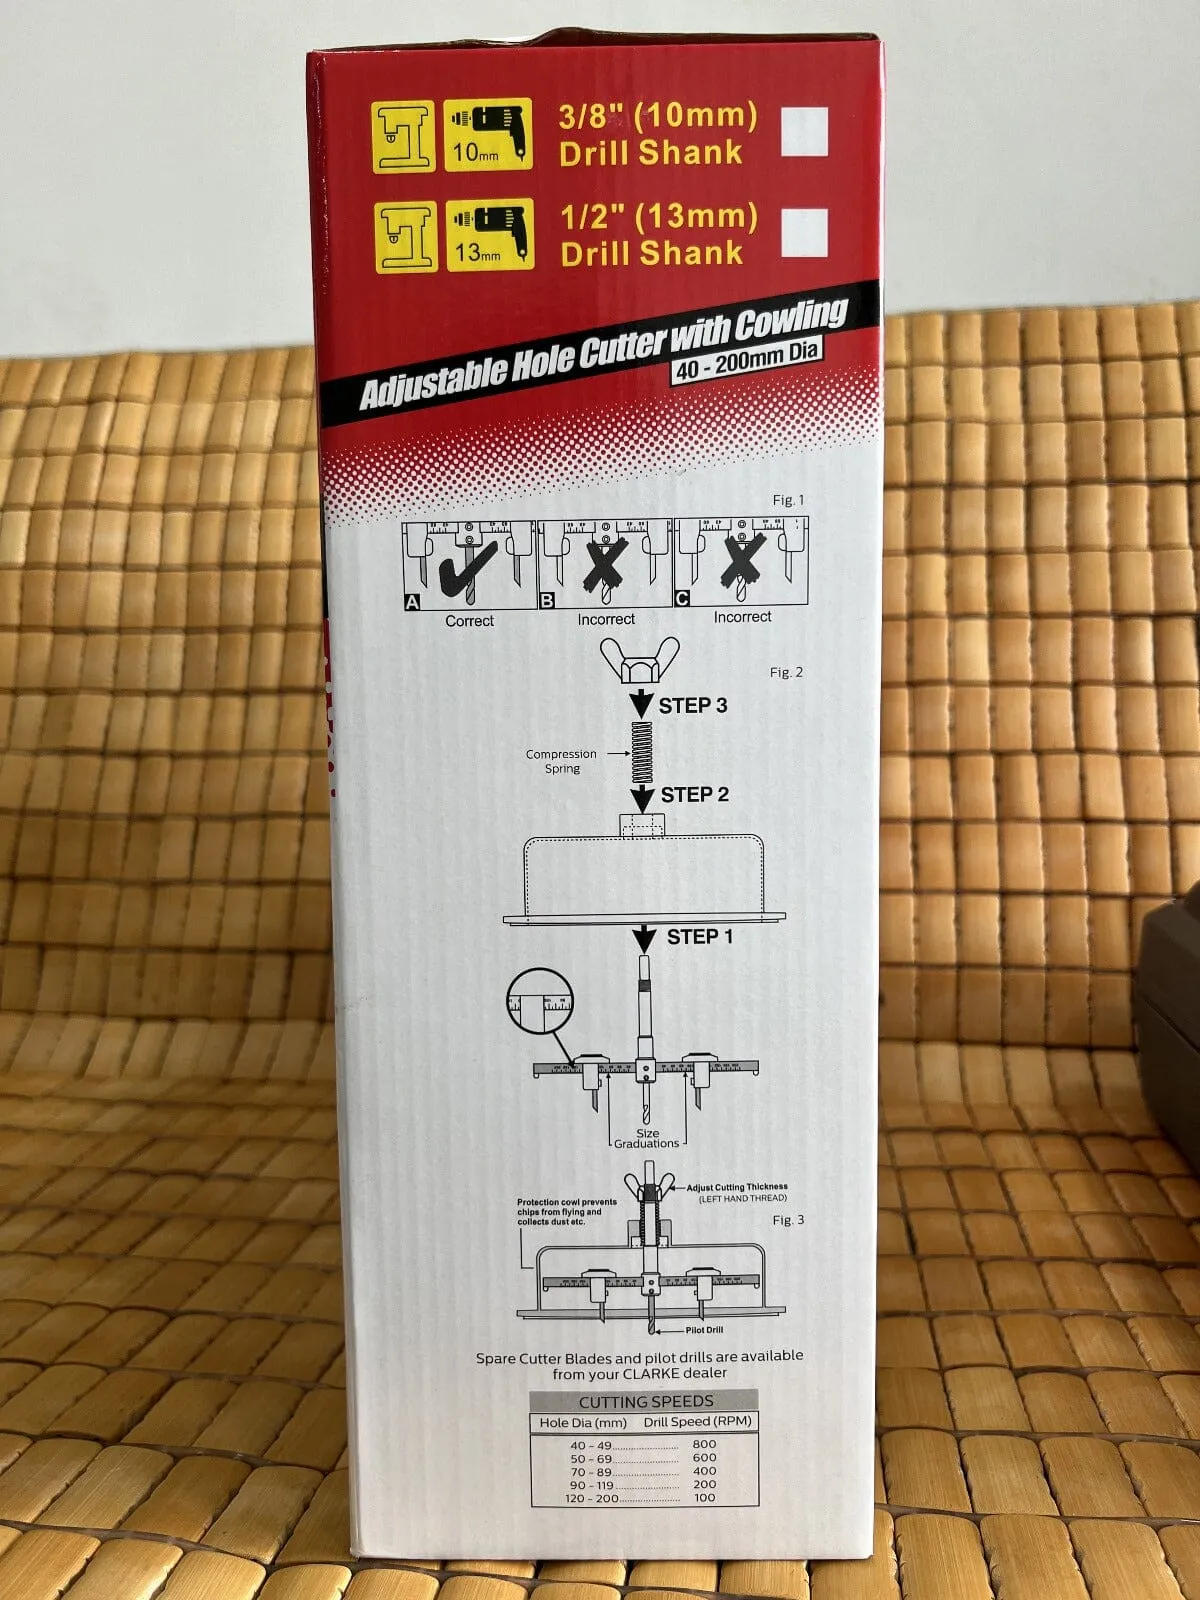 3/8" (10mm)
Drill Shank
10mm
1/2" (13mm)
Drill Shank
13mm
Adjustable Hole Cutter with Cowling
40 - 200mm Dia
Fig. 1
A
B
C
Correct
Incorrect
Incorrect
Fig. 2
STEP 3
Compression
Spring
STEP 2
STEP 1
Size
Graduations
Adjust Cutting Thickness
(LEFT HAND THREAD)
Protection cowl prevents
chips from flying and
collects dust etc.
Fig. 3
Pilot Drill
Spare Cutter Blades and pilot drills are available
from your CLARKE dealer
CUTTING SPEEDS
Hole Dia (mm) Drill Speed (RPM)
40 - 49........................ 800
50 - 69........................ 600
70 - 89........................ 400
90 - 119....................... 200
120 - 200...................... 100